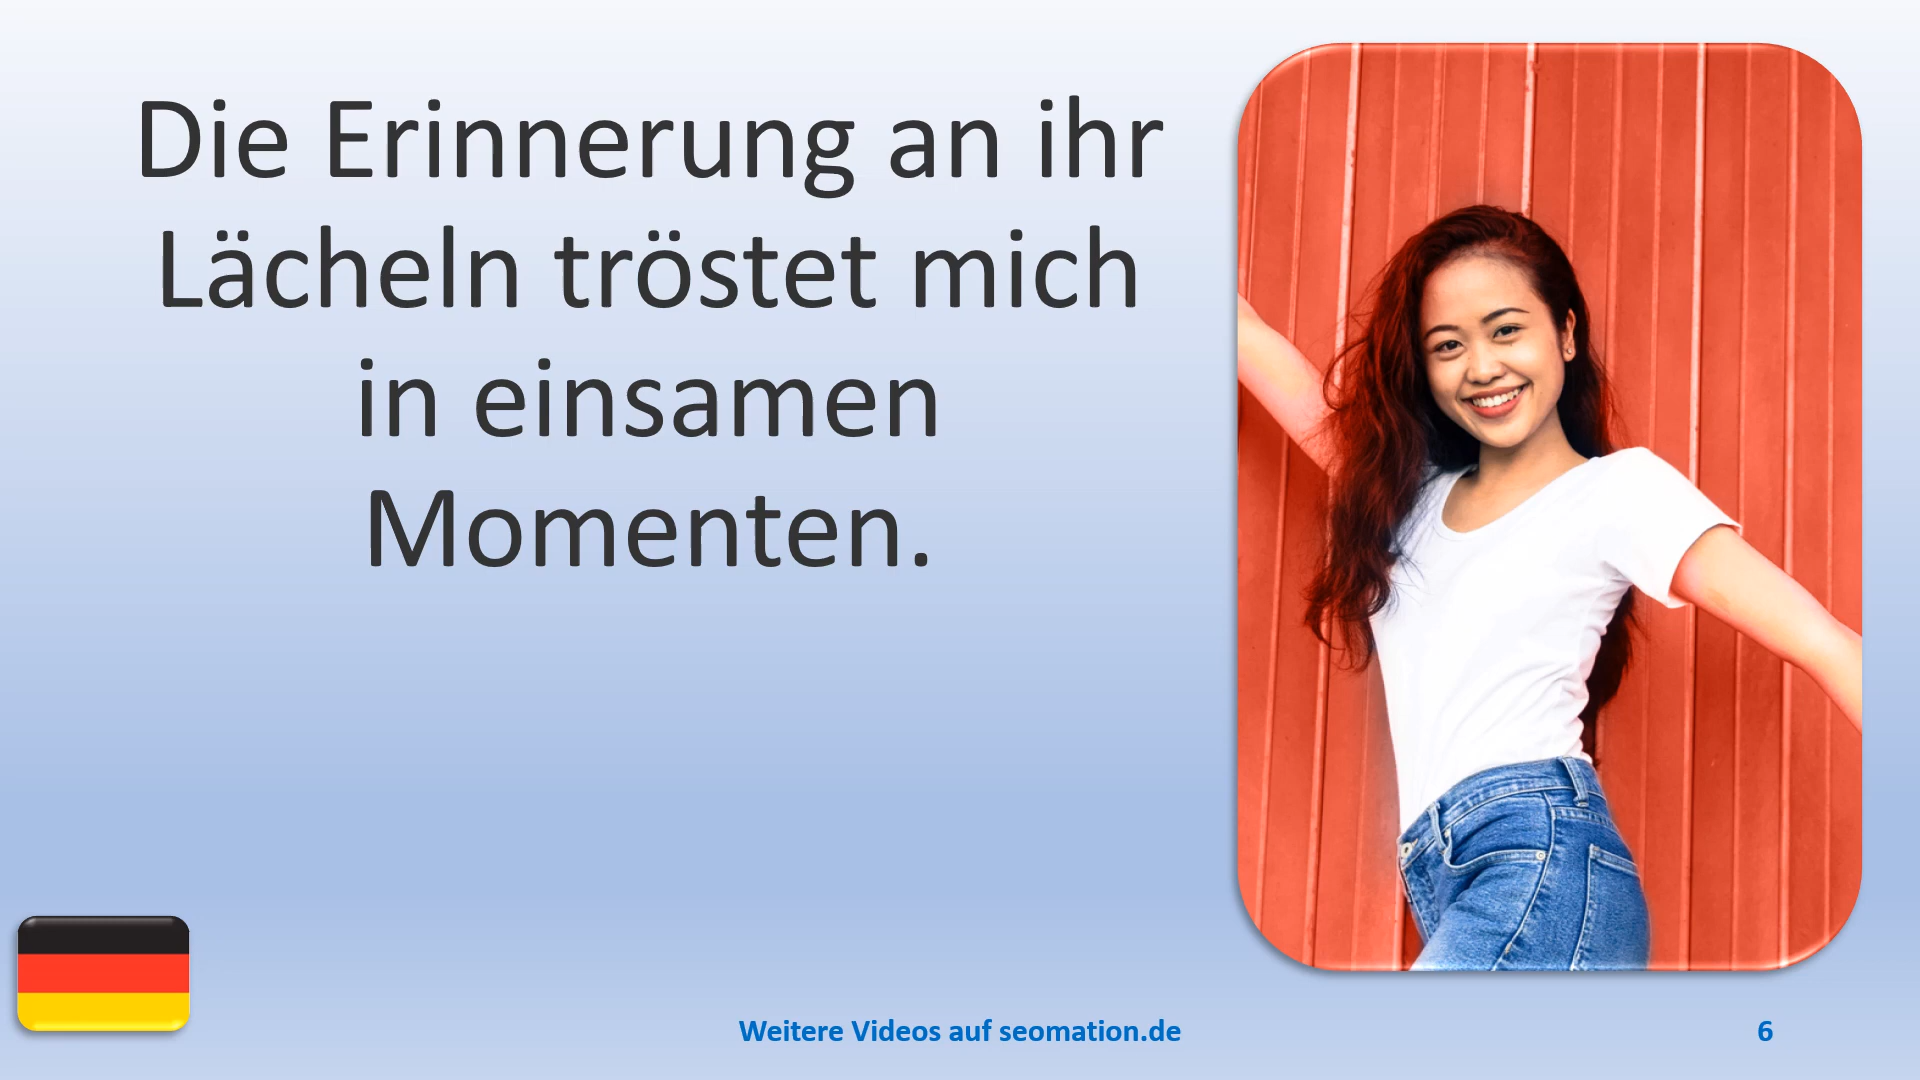 Die Erinnerung an ihr
Lächeln tröstet mich
in einsamen
Momenten.
Weitere Videos auf seomation.de
6